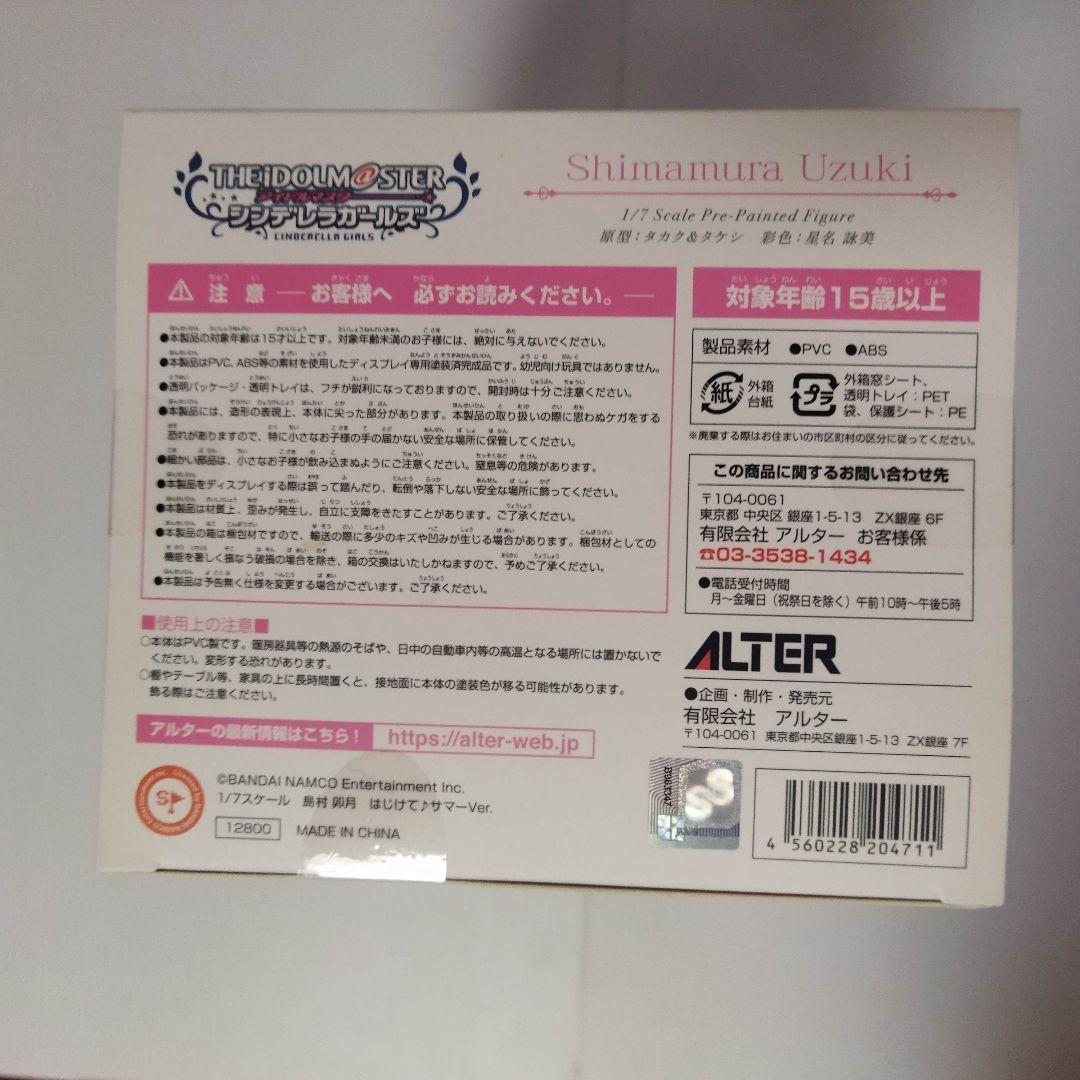 THE iDOLM@STER
アイドルマスター
シンデレラガールズ
CINDERELLA GIRLS
Shimamura Uzuki
1/7 Scale Pre-Painted Figure
原型：タカク&タケシ 彩色：星名 詠美
⚠ 注意 ― お客様へ 必ずお読みください。―
●本製品の対象年齢は15才以上です。対象年齢未満のお子様には、絶対に与えないでください。
●本製品はPVC、ABS等の素材を使用したディスプレイ専用塗装済完成品です。幼児向け玩具ではありません。
●透明パッケージ・透明トレイは、フチが鋭利になっておりますので、開封時は十分ご注意ください。
●本製品には、造形の表現上、本体に尖った部分があります。本製品の取り扱いの際に思わぬケガをする
恐れがありますので、特に小さなお子様の手の届かない安全な場所に保管してください。
●細かい部品は、小さなお子様が飲み込まぬようにご注意ください。窒息等の危険があります。
●本製品をディスプレイする際は誤って踏んだり、転倒や落下しない安全な場所に飾ってください。
●本製品は材質上、歪みが発生し、自立に支障をきたすことがあります。ご了承ください。
●本製品の箱は梱包材ですので、輸送の際に多少のキズや凹みが生じる場合があります。梱包材としての
機能を著しく損なう破損の場合を除き、箱の交換はいたしかねますので、予めご了承ください。
●本製品は予告無く仕様を変更する場合がございます。ご了承ください。
■使用上の注意■
○本体はPVC製です。暖房器具等の熱源のそばや、日中の自動車内等の高温となる場所には置かないで
ください。変形する恐れがあります。
○棚やテーブル等、家具の上に長時間置くと、接地面に本体の塗装色が移る可能性があります。
飾る際はご注意ください。
アルターの最新情報はこちら！ https://alter-web.jp
©BANDAI NAMCO Entertainment Inc.
1/7スケール 島村 卯月 はじけて♪サマーVer.
12800 MADE IN CHINA
対象年齢15歳以上
製品素材 ●PVC ●ABS
紙 外箱
台紙
プラ 外箱窓シート、
透明トレイ：PET
袋、保護シート：PE
※廃棄する際はお住まいの市区町村の区分に従ってください。
この商品に関するお問い合わせ先
〒104-0061
東京都 中央区 銀座1-5-13 ZX銀座 6F
有限会社 アルター お客様係
☎03-3538-1434
●電話受付時間
月～金曜日（祝祭日を除く）午前10時～午後5時
ALTER
●企画・制作・発売元
有限会社 アルター
〒104-0061 東京都中央区銀座1-5-13 ZX銀座 7F
4 560228 204711